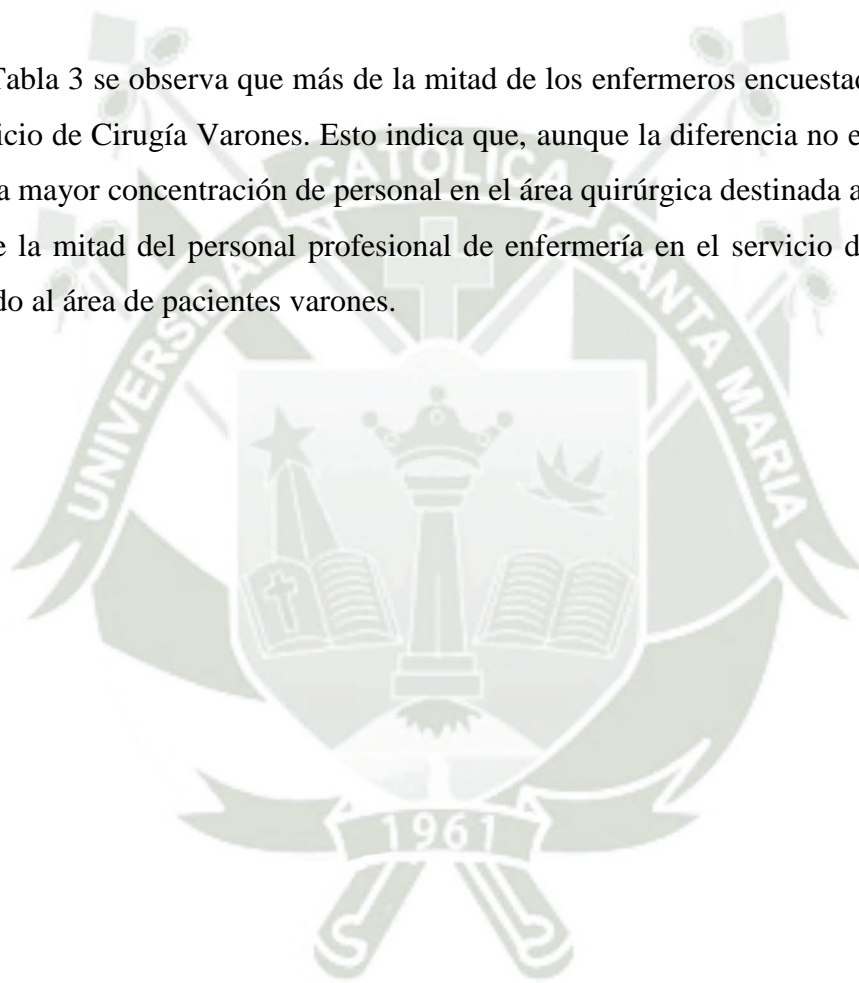 Tabla 3 se observa que más de la mitad de los enfermeros
icio de Cirugía Varones. Esto indica que, aunque la diferencia no
a mayor concentración de personal en el área quirúrgica destinada a
e la mitad del personal profesional de enfermería en el servicio
do al área de pacientes varones.
UNIVERSIDAD CATOLICA SANTA MARIA
1961